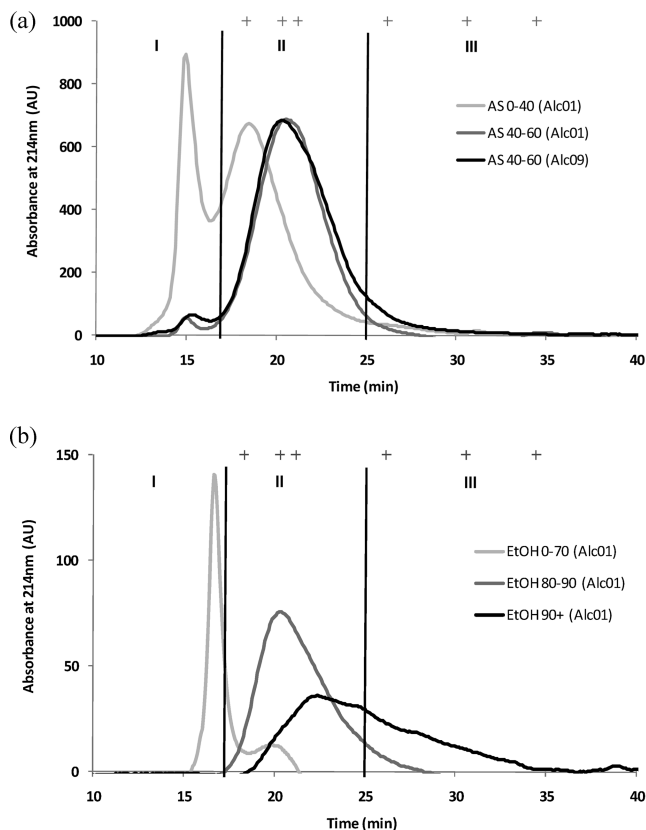 (a)
+ + + + + +
I II III
1000
800
600
400
200
0
Absorbance at 214nm (AU)
AS 0-40 (Alc01)
AS 40-60 (Alc01)
AS 40-60 (Alc09)
10 15 20 25 30 35 40
Time (min)
(b)
+ + + + + +
I II III
150
100
50
0
Absorbance at 214nm (AU)
EtOH 0-70 (Alc01)
EtOH 80-90 (Alc01)
EtOH 90+ (Alc01)
10 15 20 25 30 35 40
Time (min)